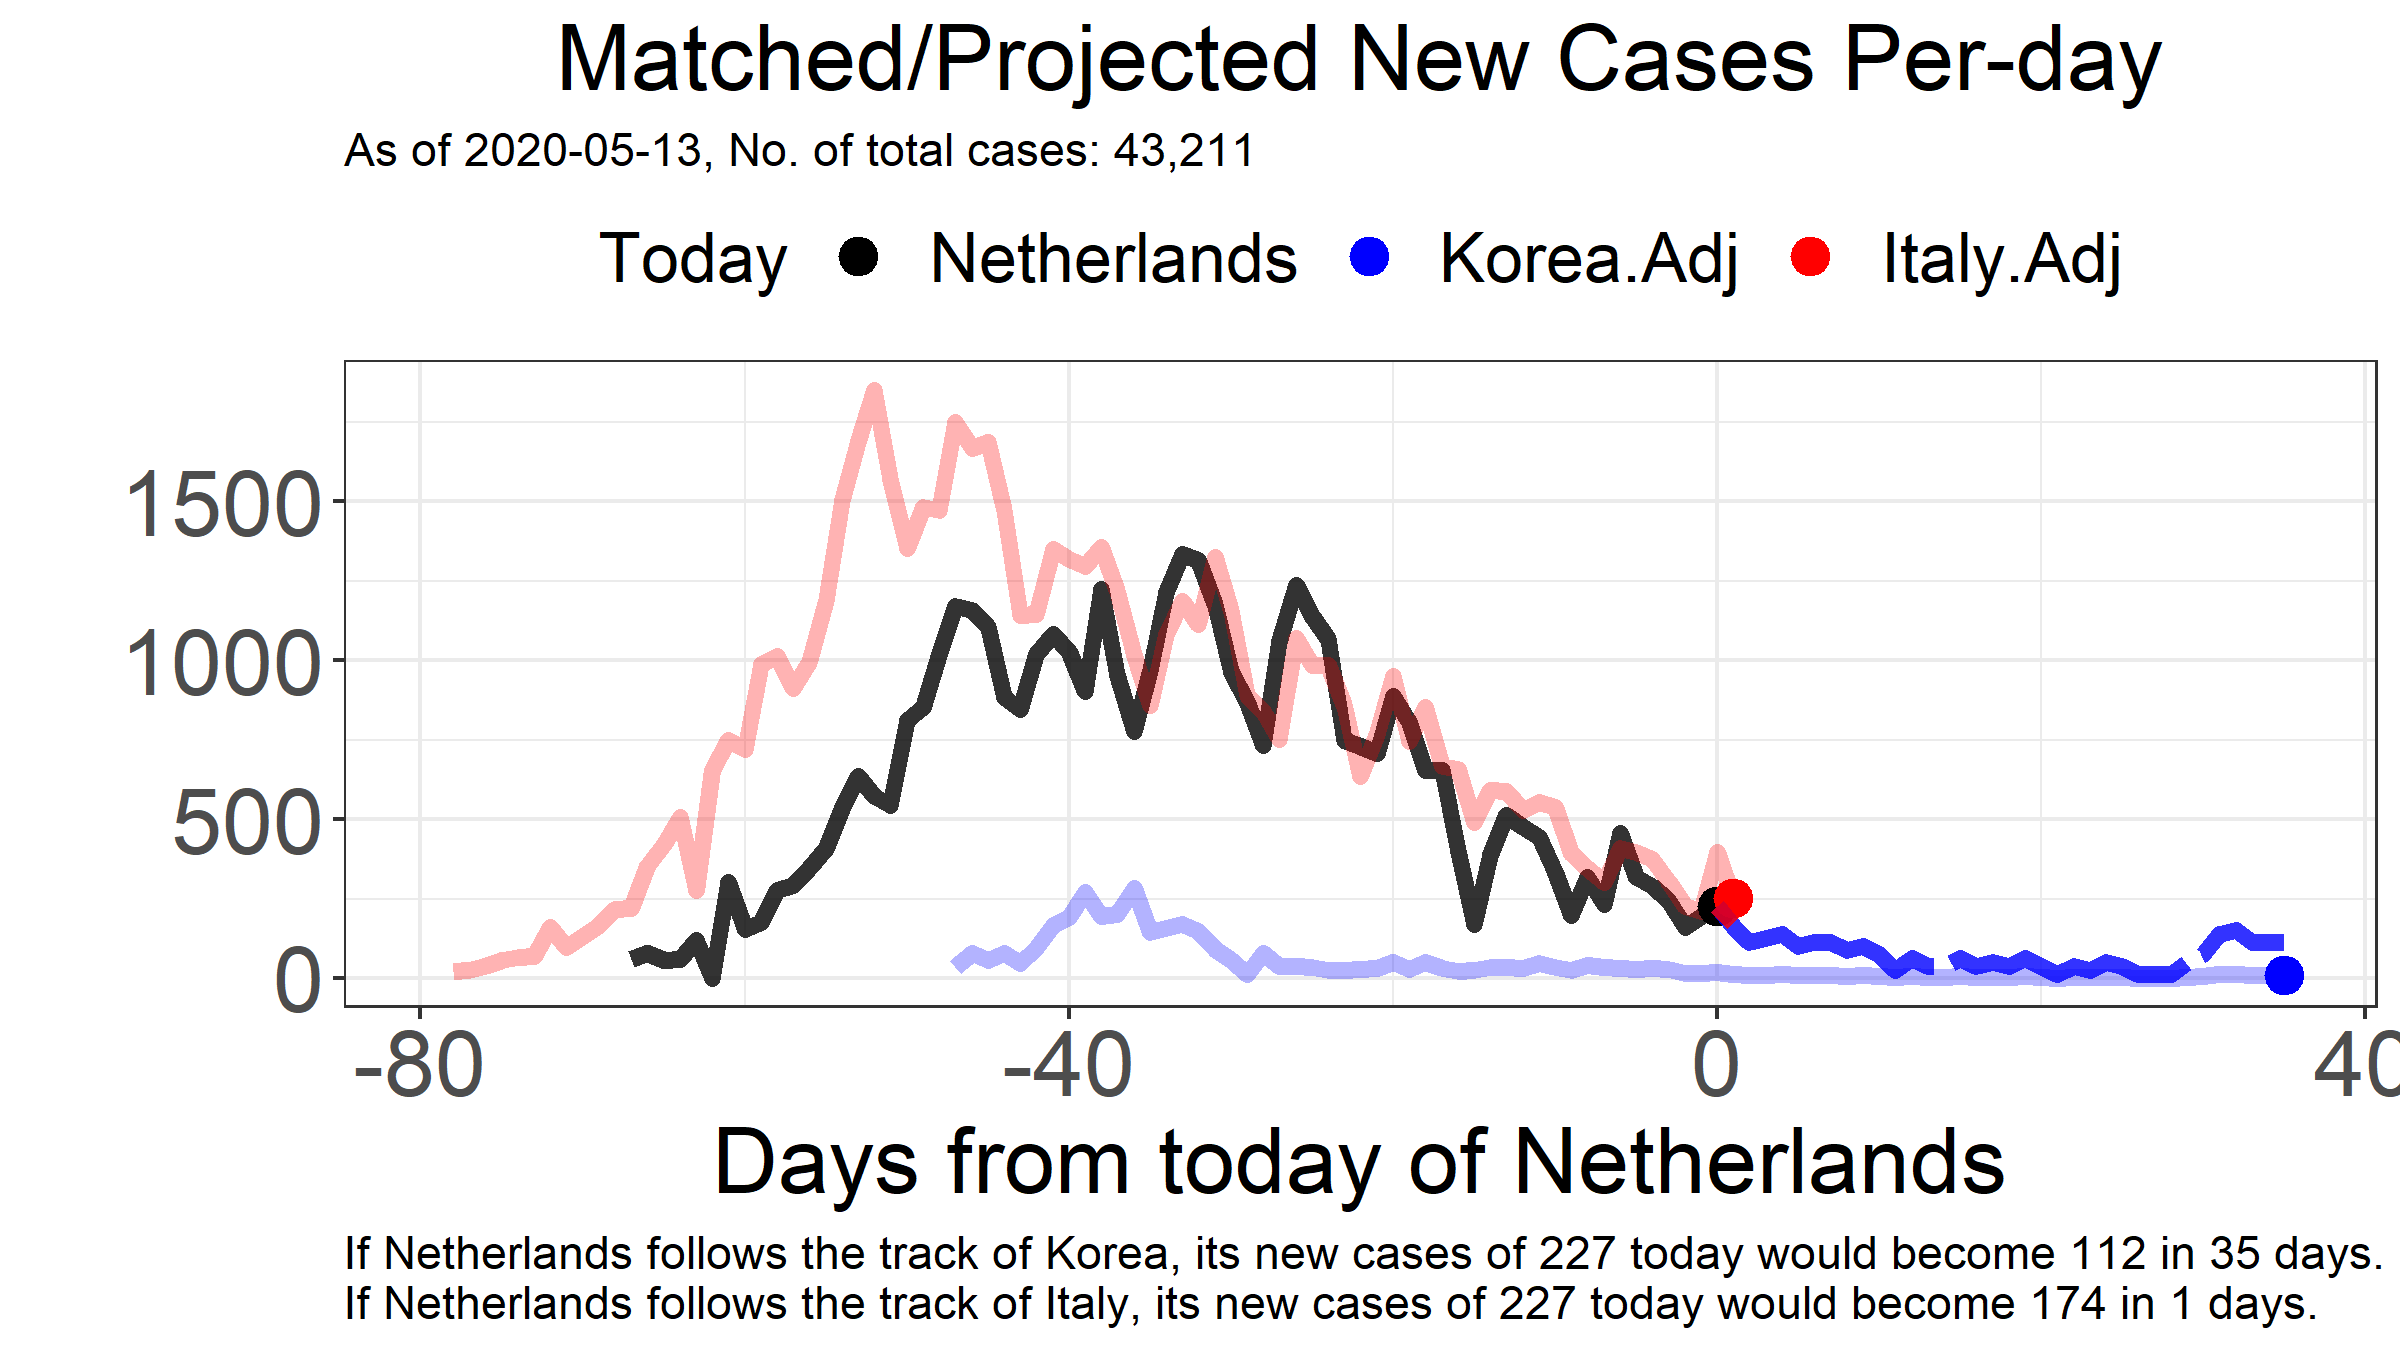 Matched/Projected New Cases Per-day
As of 2020-05-13, No. of total cases: 43,211
Today Netherlands Korea.Adj Italy.Adj
1500
1000
500
0
-80 -40 0 40
Days from today of Netherlands
If Netherlands follows the track of Korea, its new cases of 227 today would become 112 in 35 days.
If Netherlands follows the track of Italy, its new cases of 227 today would become 174 in 1 days.